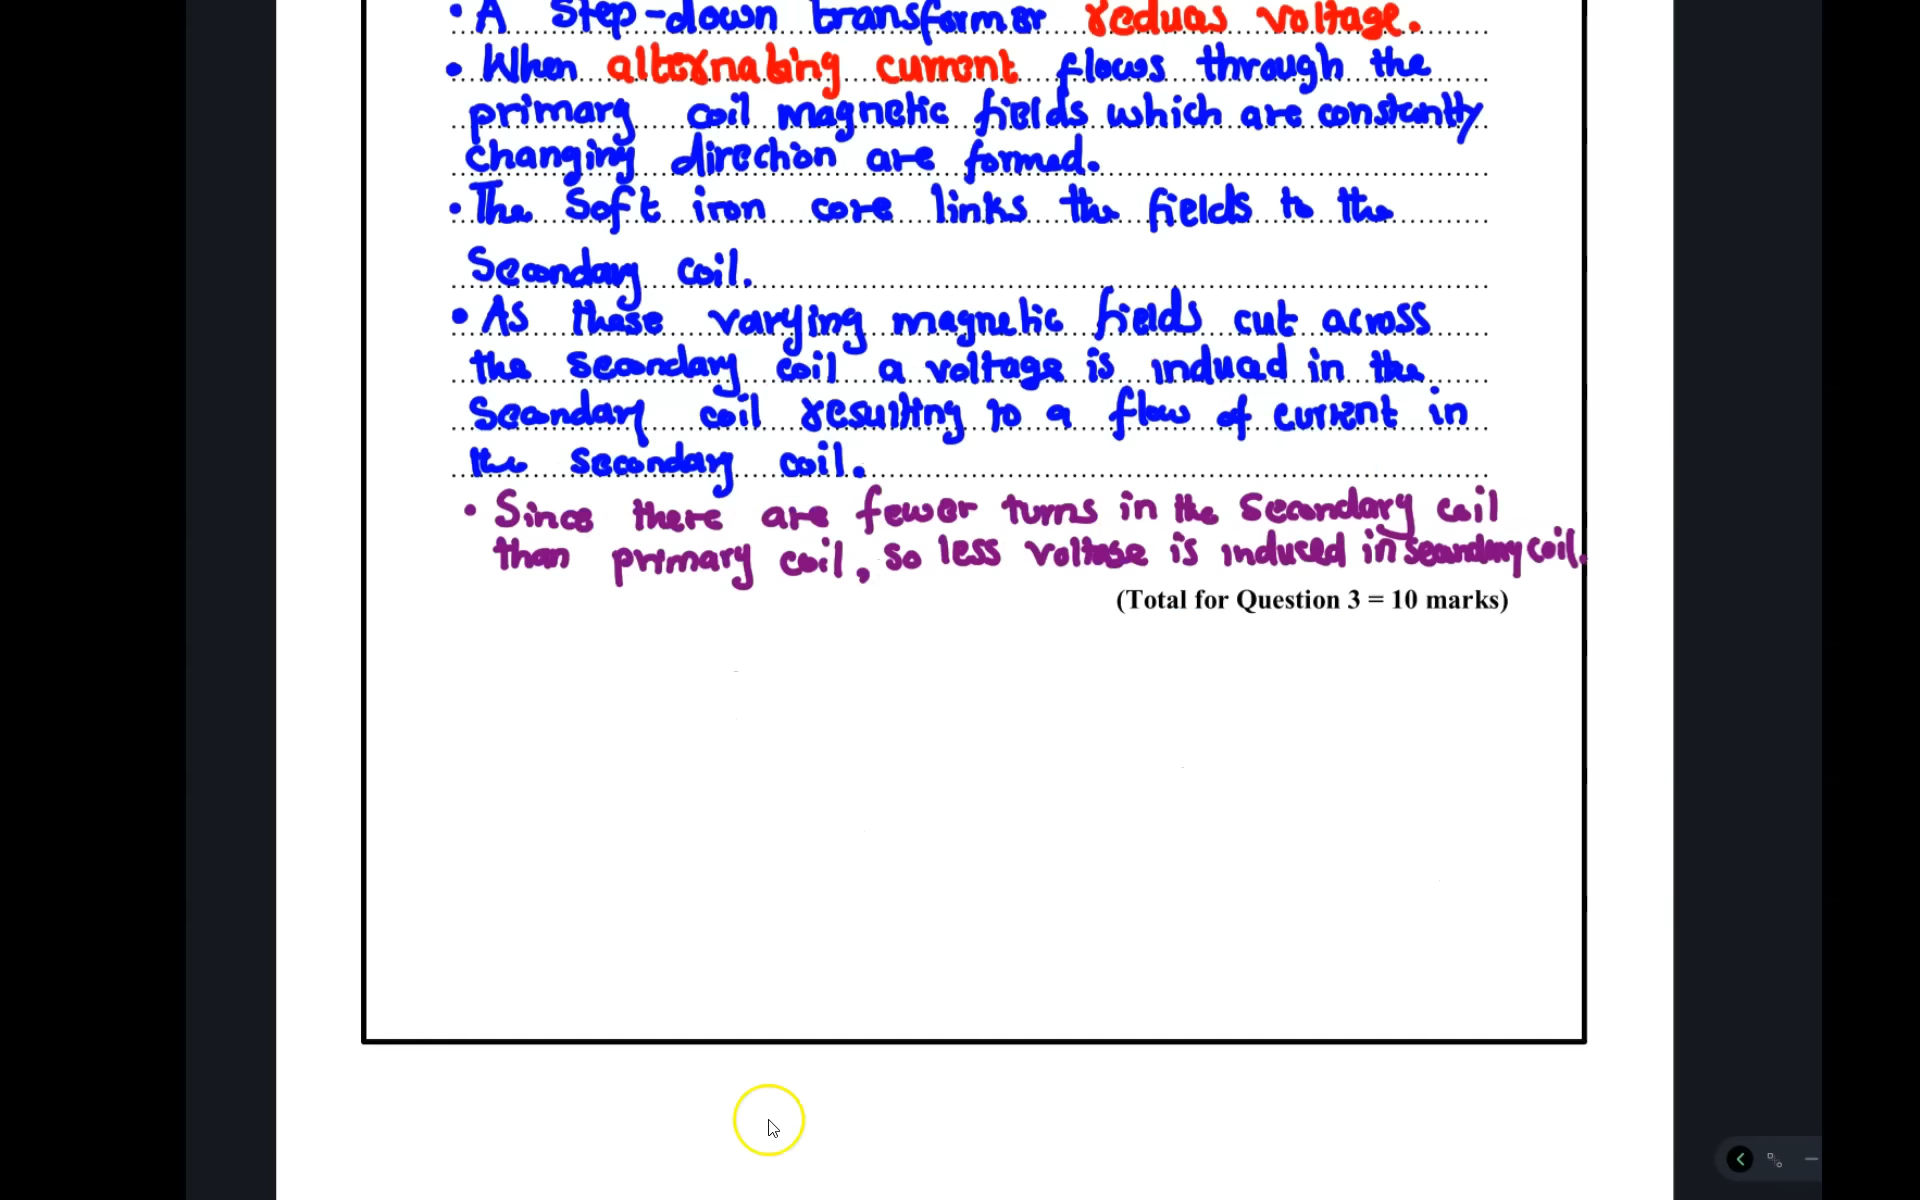 • A Step-down transformer reduces voltage.
• When alternating current flows through the
primary coil magnetic fields which are constantly
changing direction are formed.
• The Soft iron core links the fields to the
Secondary coil.
• As these varying magnetic fields cut across
the secondary coil a voltage is induced in the
Secondary coil resulting to a flow of current in
the secondary coil.
• Since there are fewer turns in the Secondary coil
than primary coil, so less voltage is induced in secondary coil.
(Total for Question 3 = 10 marks)